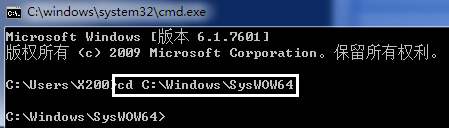 C:\windows\system32\cmd.exe
Microsoft Windows [版本 6.1.7601]
版权所有 (c) 2009 Microsoft Corporation。保留所有权利。
C:\Users\X200>cd C:\Windows\SysWOW64
C:\Windows\SysWOW64>